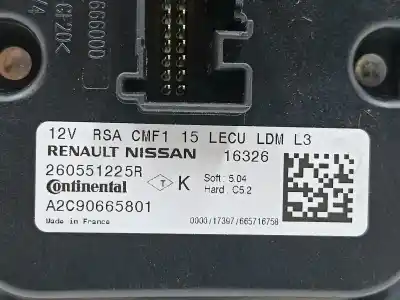 12V RSA CMF1 15 LECU LDM L3
RENAULT NISSAN 16326
260551225R
Continental T K Soft: 5.04
Hard: C5.2
A2C90665801
Made in France 0000/17397/665716758